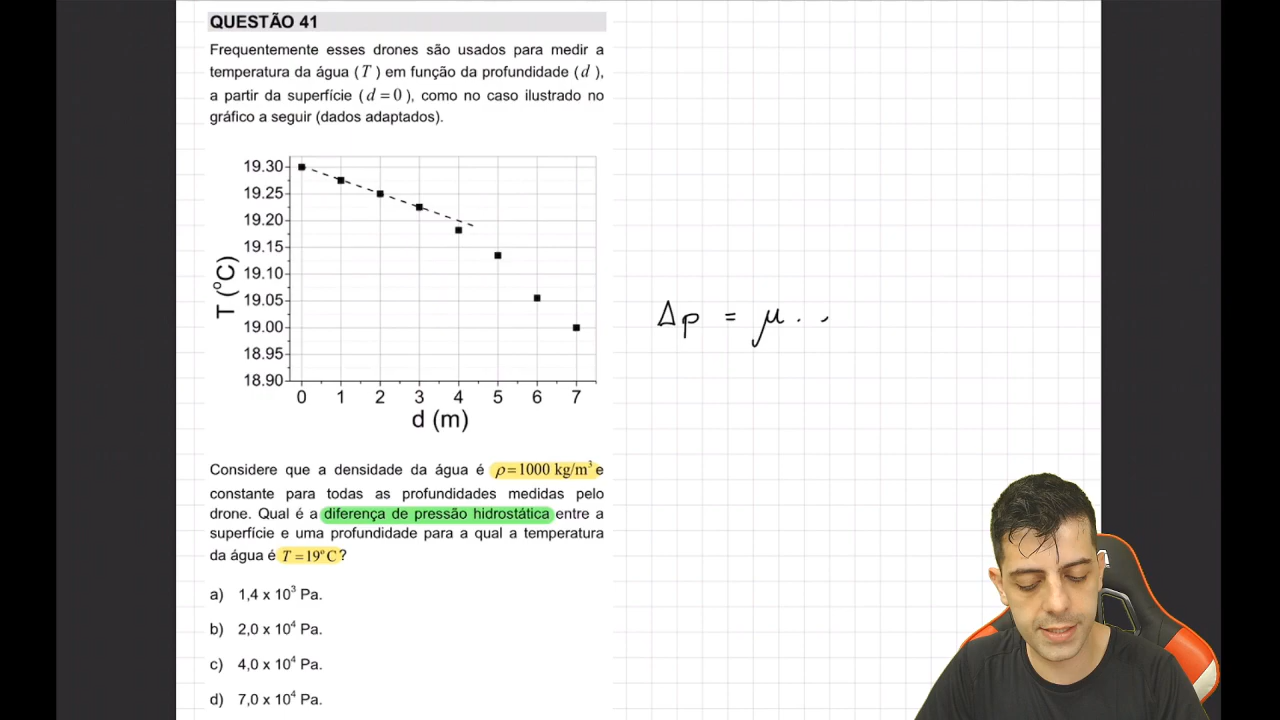 QUESTÃO 41
Frequentemente esses drones são usados para medir a
temperatura da água ( T ) em função da profundidade ( d ),
a partir da superfície ( d = 0 ), como no caso ilustrado no
gráfico a seguir (dados adaptados).
19.30
19.25
19.20
19.15
19.10
19.05
19.00
18.95
18.90
T (°C)
0 1 2 3 4 5 6 7
d (m)
Δp = μ .
Considere que a densidade da água é ρ = 1000 kg/m³ e
constante para todas as profundidades medidas pelo
drone. Qual é a diferença de pressão hidrostática entre a
superfície e uma profundidade para a qual a temperatura
da água é T = 19° C ?
a) 1,4 x 10³ Pa.
b) 2,0 x 10⁴ Pa.
c) 4,0 x 10⁴ Pa.
d) 7,0 x 10⁴ Pa.